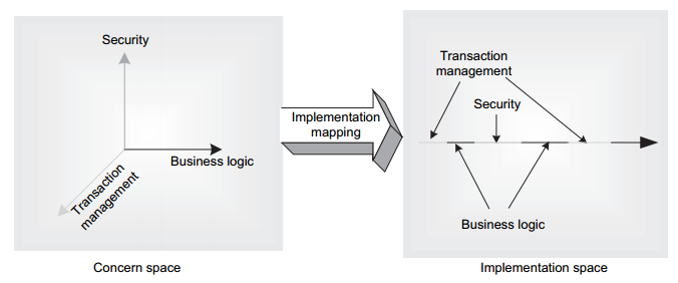 Security
Business logic
Transaction
management
Concern space
Implementation
mapping
Transaction
management
Security
Business logic
Implementation space